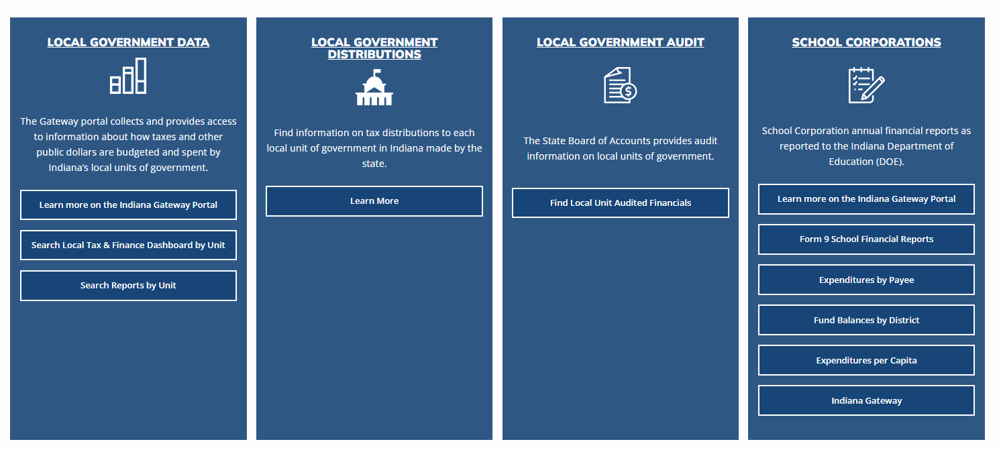 LOCAL GOVERNMENT DATA
The Gateway portal collects and provides access
to information about how taxes and other
public dollars are budgeted and spent by
Indiana’s local units of government.
Learn more on the Indiana Gateway Portal
Search Local Tax & Finance Dashboard by Unit
Search Reports by Unit
LOCAL GOVERNMENT
DISTRIBUTIONS
Find information on tax distributions to each
local unit of government in Indiana made by the
state.
Learn More
LOCAL GOVERNMENT AUDIT
$
The State Board of Accounts provides audit
information on local units of government.
Find Local Unit Audited Financials
SCHOOL CORPORATIONS
School Corporation annual financial reports as
reported to the Indiana Department of
Education (DOE).
Learn more on the Indiana Gateway Portal
Form 9 School Financial Reports
Expenditures by Payee
Fund Balances by District
Expenditures per Capita
Indiana Gateway